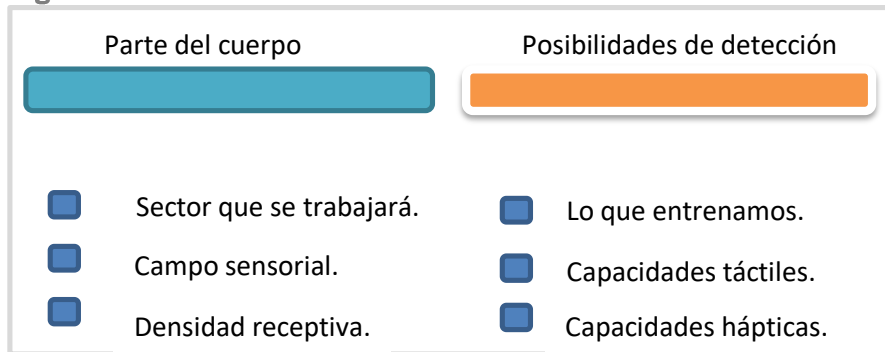 Parte del cuerpo
Posibilidades de detección
Sector que se trabajará.
Campo sensorial.
Densidad receptiva.
Lo que entrenamos.
Capacidades táctiles.
Capacidades hápticas.